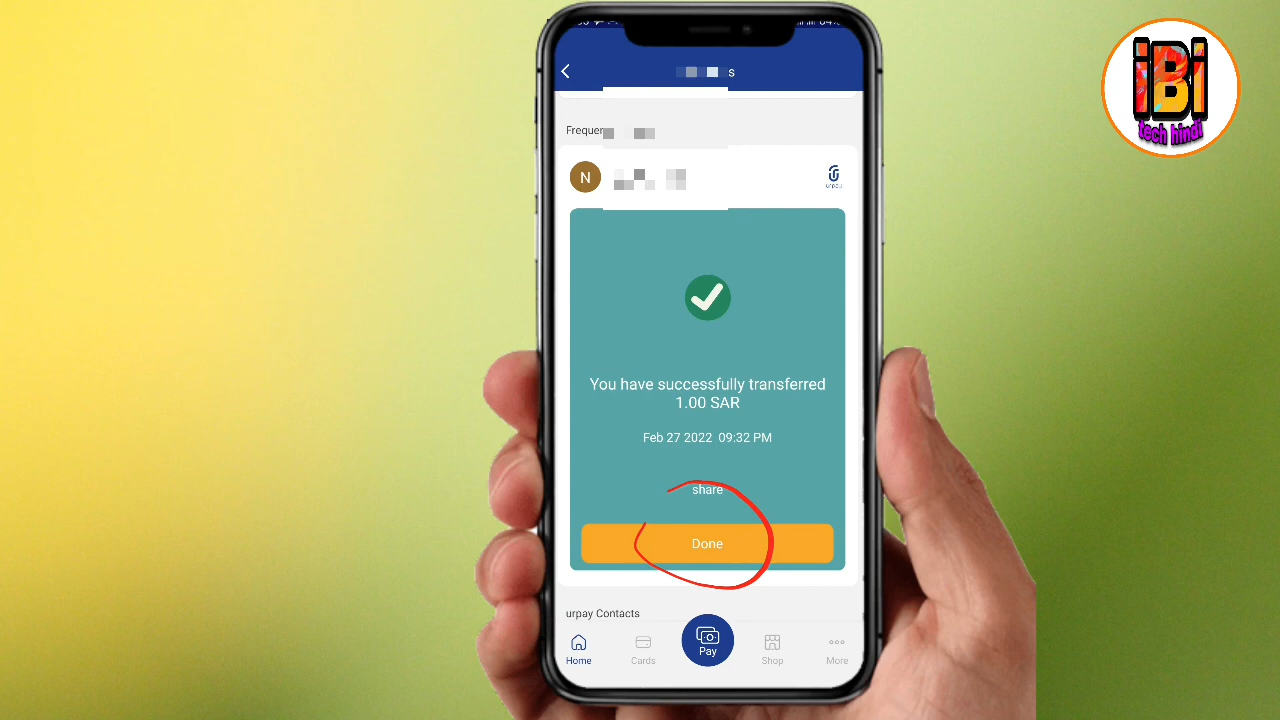 s
Frequen
N
urpay
You have successfully transferred
1.00 SAR
Feb 27 2022 09:32 PM
share
Done
urpay Contacts
Pay
Home
Cards
Shop
More
iBi
tech hindi